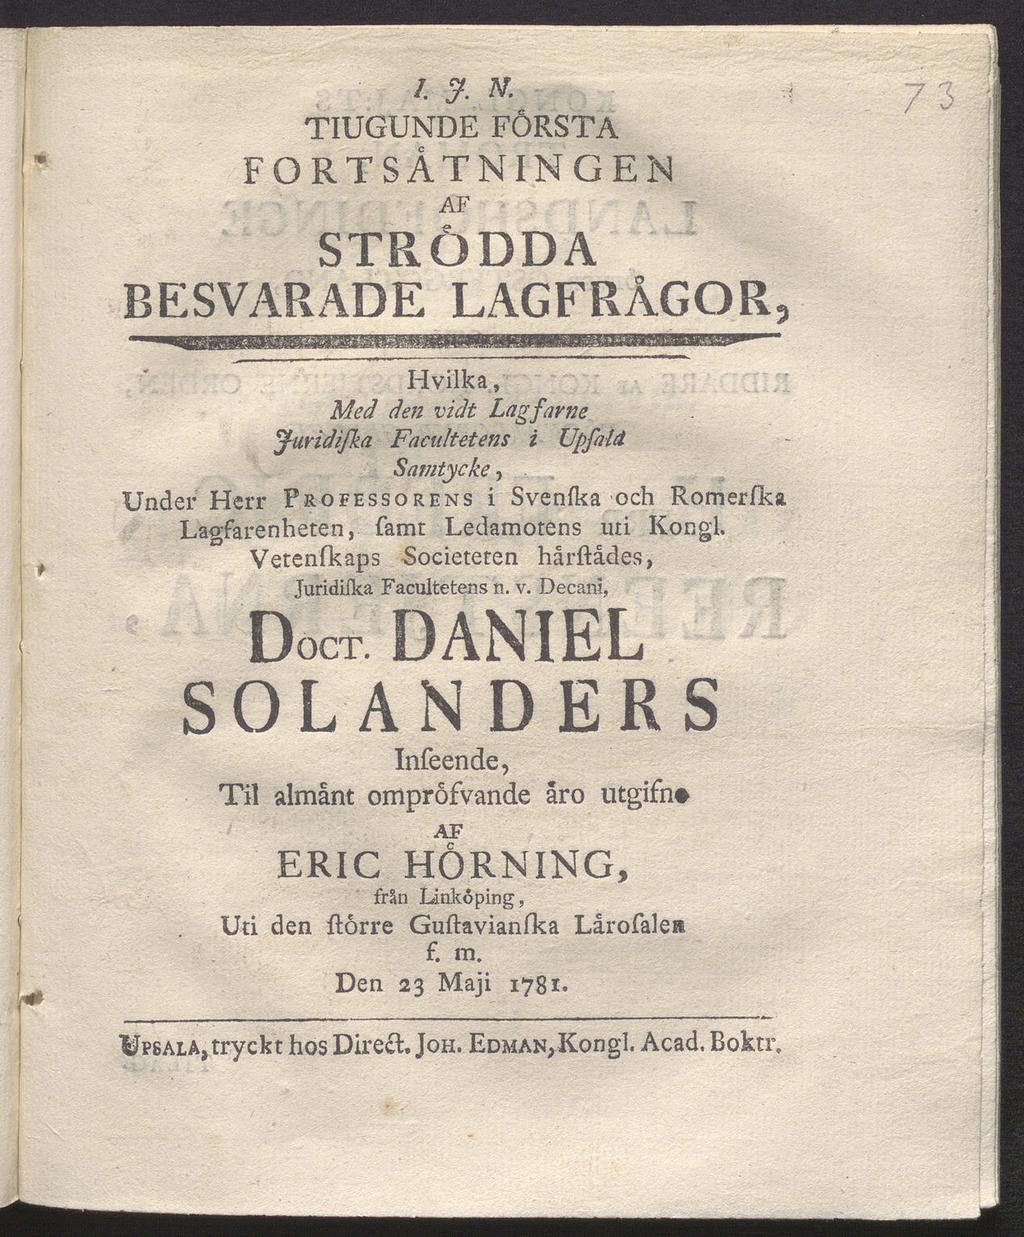 I. J. N.
73
TIUGUNDE FÖRSTA
FORTSÄTNINGEN
AF
STRÖDDA
BESVARADE LAGFRÅGOR,
Hvilka,
Med den vidt Lagfarne
Juridiſka Facultetens i Upſala
Samtycke,
Under Herr PROFESSORENS i Svenſka och Romerſka
Lagfarenheten, ſamt Ledamotens uti Kongl.
Vetenſkaps Societeten härſtädes,
Juridiſka Facultetens n. v. Decani,
DOCT. DANIEL
SOLANDERS
Inſeende,
Til almänt ompröfvande äro utgifne
AF
ERIC HÖRNING,
från Linköping,
Uti den ſtörre Guſtavianſka Läroſalen
f. m.
Den 23 Maji 1781.
UPSALA, tryckt hos Direct. JOH. EDMAN, Kongl. Acad. Boktr.